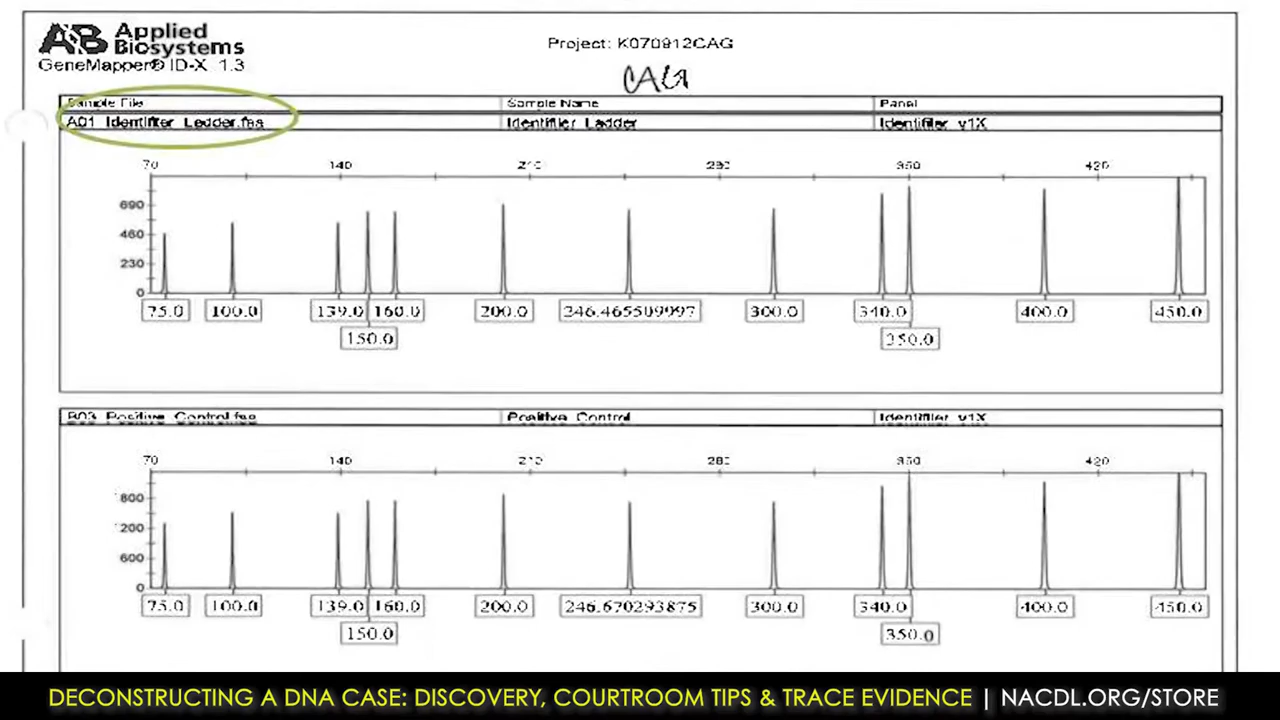 AB Applied
Biosystems
GeneMapper® ID-X 1.3
Project: K070912CAG
CAG
Sample File Sample Name Panel
A01 Identifiler Ladder.fsa Identifiler Ladder Identifiler v1X
70 140 210 280 350 420
690
460
230
0
75.0 100.0 139.0 160.0 200.0 246.465509997 300.0 340.0 400.0 450.0
150.0 350.0
B03 Positive Control.fsa Positive Control Identifiler v1X
70 140 210 280 350 420
1800
1200
600
0
75.0 100.0 139.0 160.0 200.0 246.670293875 300.0 340.0 400.0 450.0
150.0 350.0
DECONSTRUCTING A DNA CASE: DISCOVERY, COURTROOM TIPS & TRACE EVIDENCE | NACDL.ORG/STORE